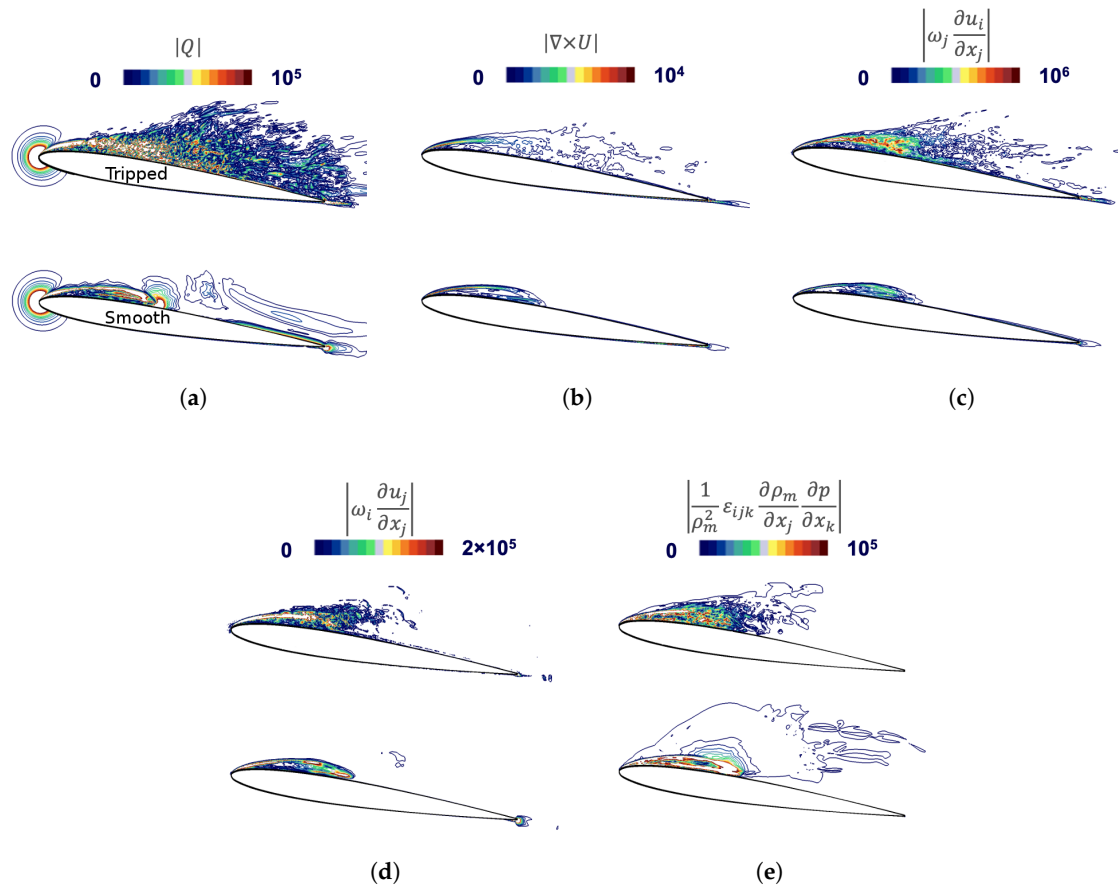 |Q|
0 10⁵
|∇×U|
0 10⁴
|ω_j ∂u_i/∂x_j|
0 10⁶
Tripped
Smooth
(a)
(b)
(c)
|ω_i ∂u_j/∂x_j|
0 2×10⁵
|1/ρ_m² ε_ijk ∂ρ_m/∂x_j ∂p/∂x_k|
0 10⁵
(d)
(e)